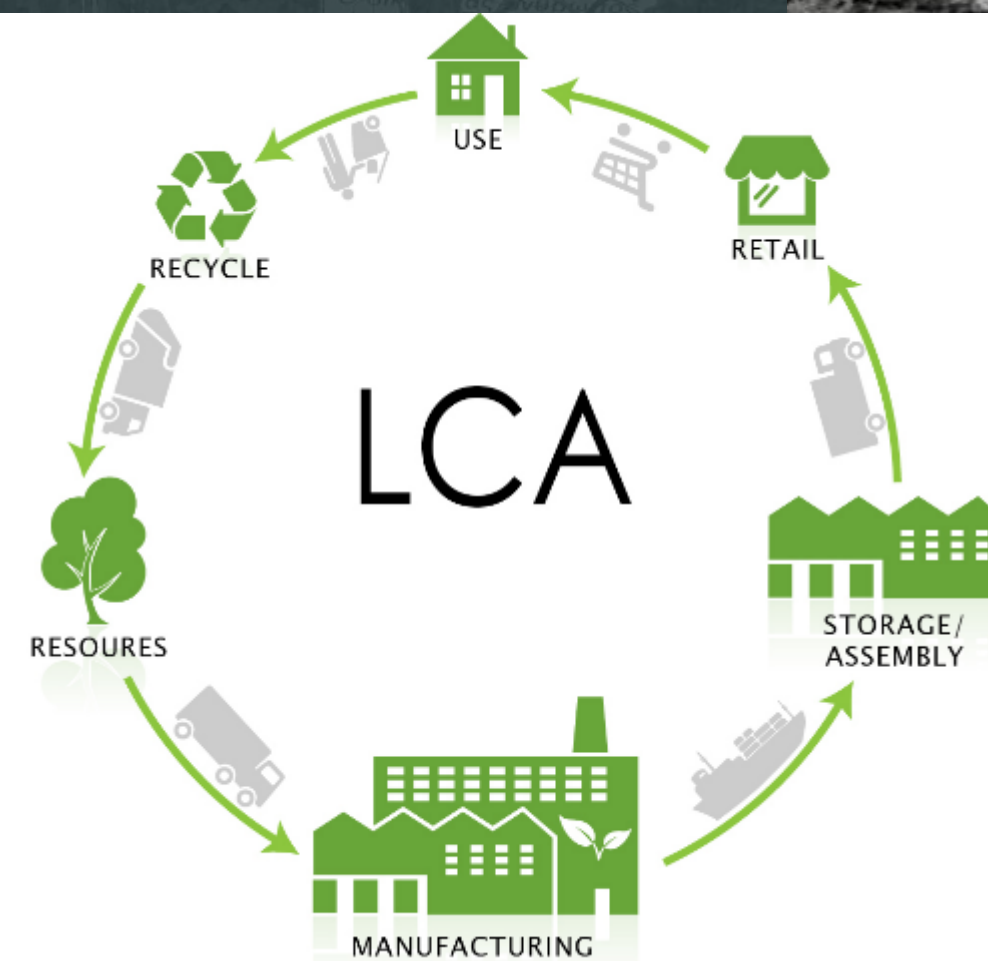 USE
RETAIL
RECYCLE
LCA
STORAGE/
ASSEMBLY
RESOURES
MANUFACTURING